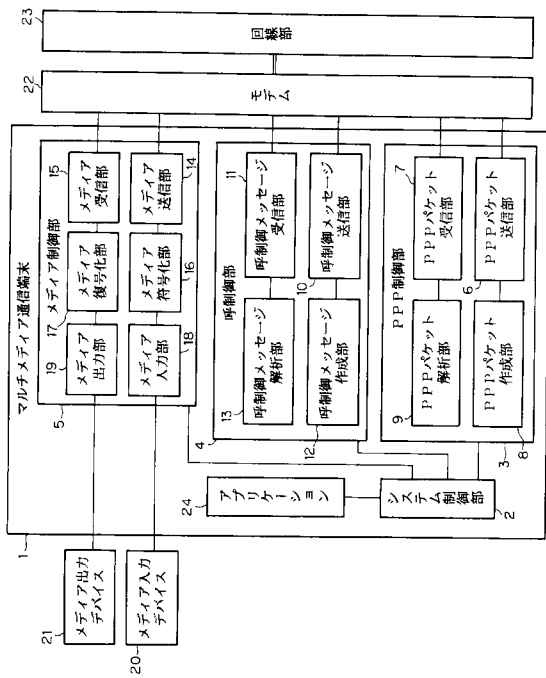 23
回線部
22
モデム
マルチメディア通信端末
1
メディア制御部
5
15
メディア
受信部
14
メディア
送信部
17
メディア
復号化部
16
メディア
符号化部
19
メディア
出力部
18
メディア
入力部
呼制御部
4
11
呼制御メッセージ
受信部
10
呼制御メッセージ
送信部
13
呼制御メッセージ
解析部
12
呼制御メッセージ
作成部
PPP制御部
3
7
PPPパケット
受信部
6
PPPパケット
送信部
9
PPPパケット
解析部
8
PPPパケット
作成部
24
アプリケーション
システム制御部
2
21
メディア出力
デバイス
20
メディア入力
デバイス